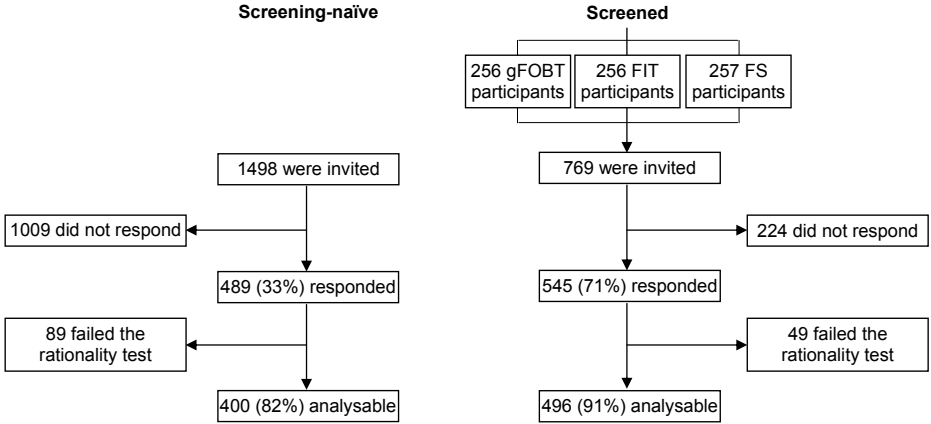 Screening-naïve
Screened
256 gFOBT
participants
256 FIT
participants
257 FS
participants
1498 were invited
769 were invited
1009 did not respond
224 did not respond
489 (33%) responded
545 (71%) responded
89 failed the
rationality test
49 failed the
rationality test
400 (82%) analysable
496 (91%) analysable